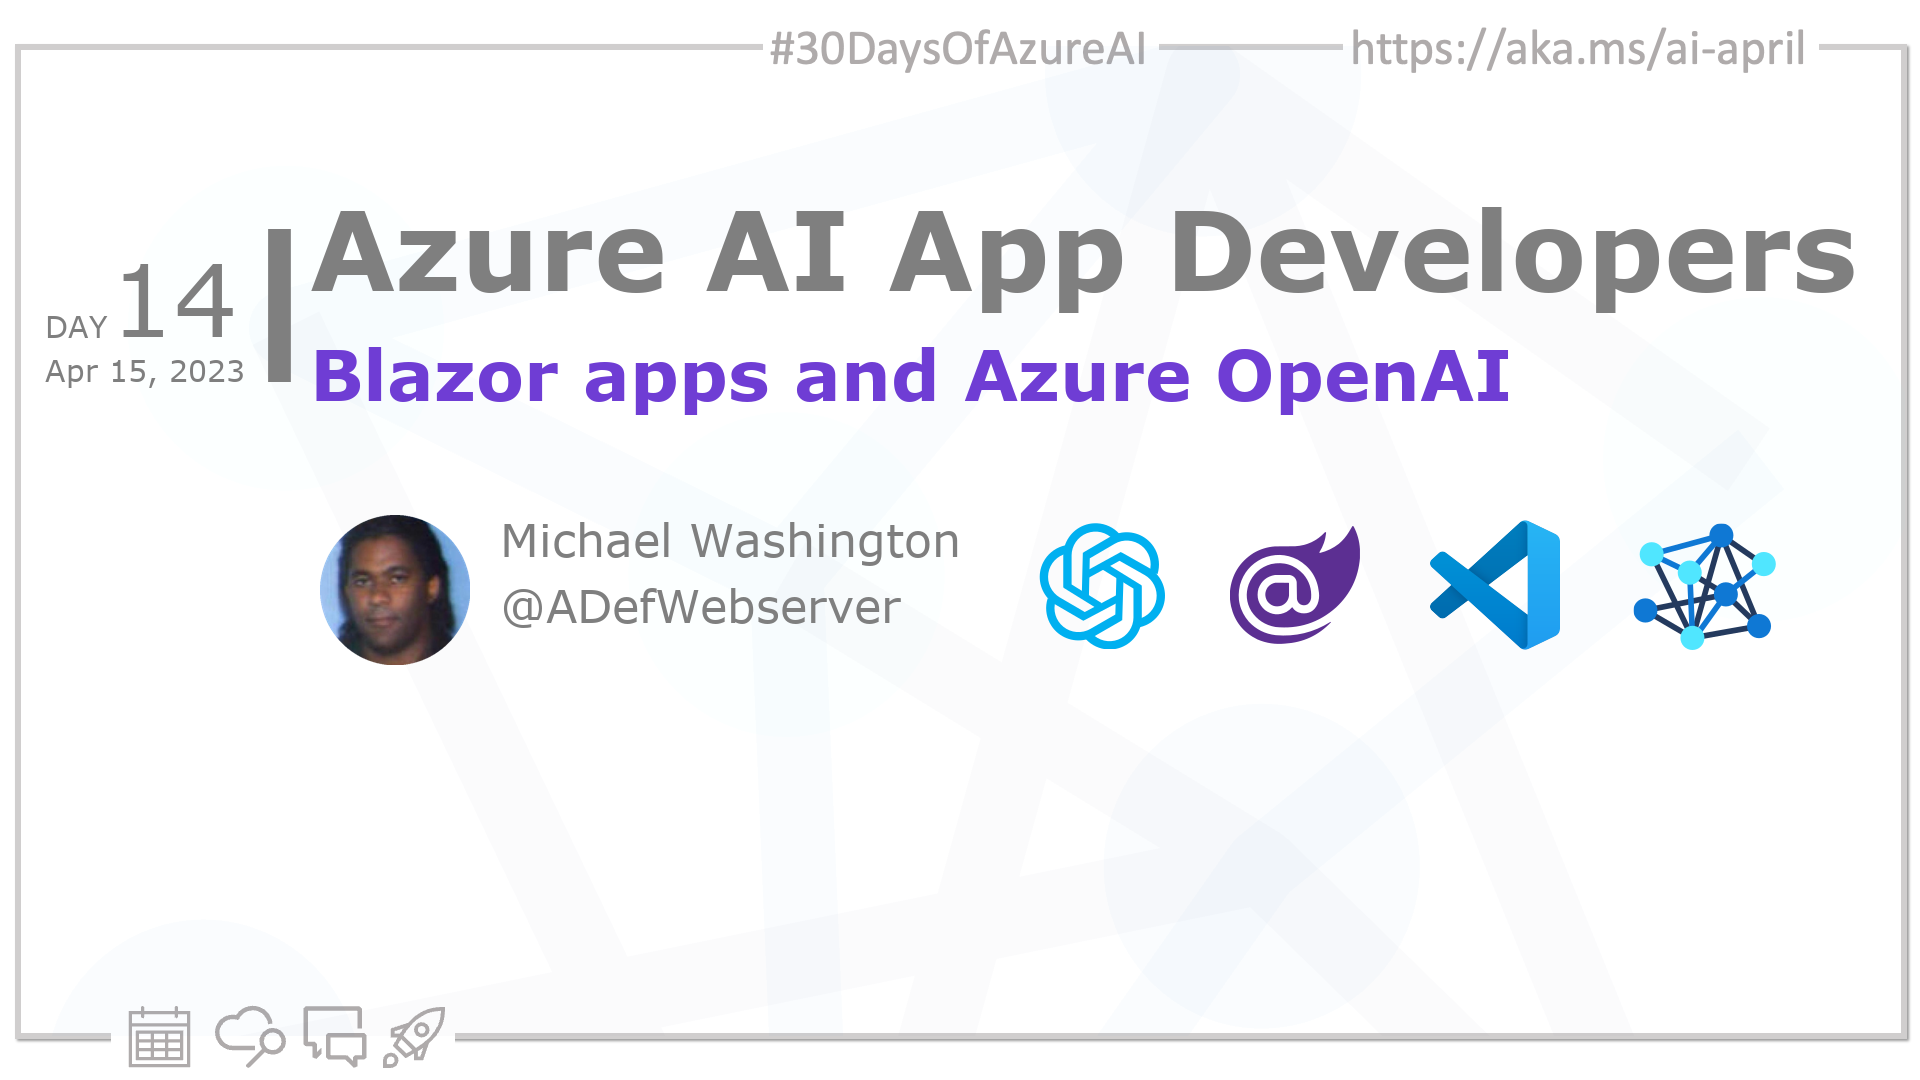 #30DaysOfAzureAI
https://aka.ms/ai-april
Azure AI App Developers
DAY 14
Apr 15, 2023
Blazor apps and Azure OpenAI
Michael Washington
@ADefWebserver
@